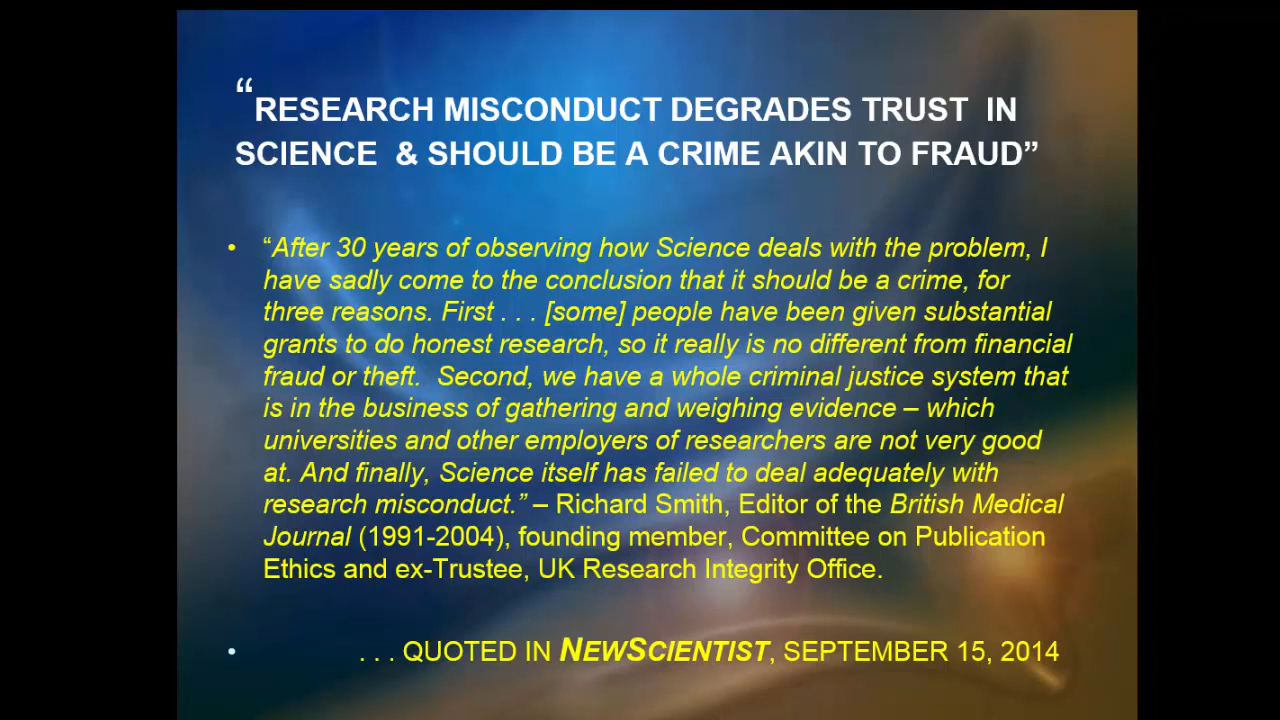 “RESEARCH MISCONDUCT DEGRADES TRUST IN
SCIENCE & SHOULD BE A CRIME AKIN TO FRAUD”
• “After 30 years of observing how Science deals with the problem, I
have sadly come to the conclusion that it should be a crime, for
three reasons. First . . . [some] people have been given substantial
grants to do honest research, so it really is no different from financial
fraud or theft. Second, we have a whole criminal justice system that
is in the business of gathering and weighing evidence – which
universities and other employers of researchers are not very good
at. And finally, Science itself has failed to deal adequately with
research misconduct.” – Richard Smith, Editor of the British Medical
Journal (1991-2004), founding member, Committee on Publication
Ethics and ex-Trustee, UK Research Integrity Office.
• . . . QUOTED IN NEWSCIENTIST, SEPTEMBER 15, 2014